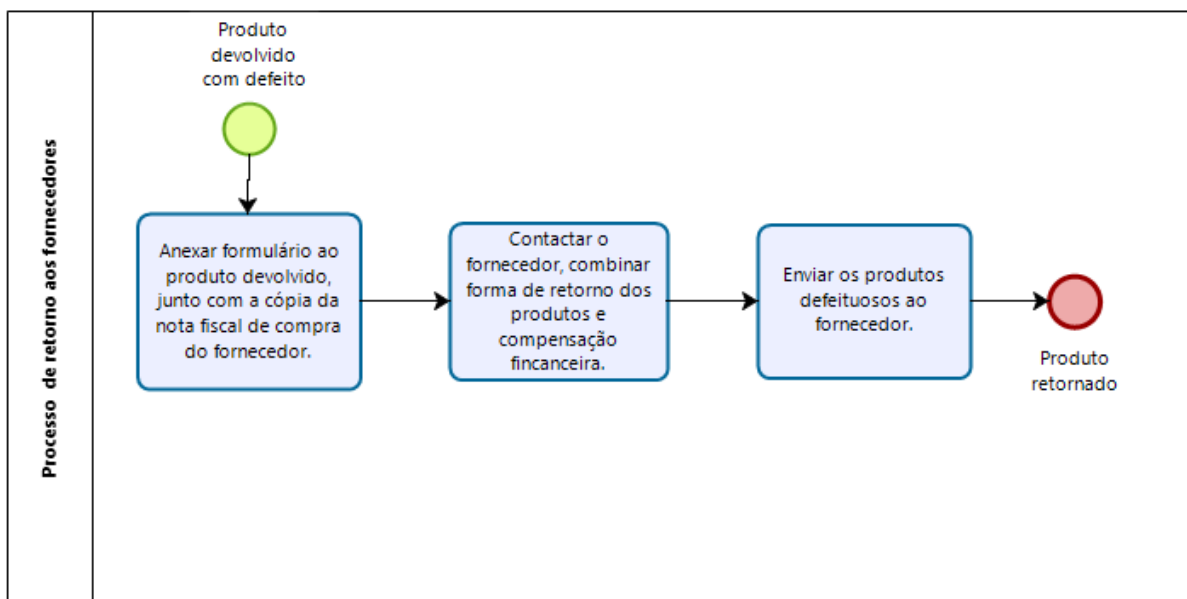 Processo de retorno aos fornecedores
Produto
devolvido
com defeito
Anexar formulário ao
produto devolvido,
junto com a cópia da
nota fiscal de compra
do fornecedor.
Contactar o
fornecedor, combinar
forma de retorno dos
produtos e
compensação
fincanceira.
Enviar os produtos
defeituosos ao
fornecedor.
Produto
retornado